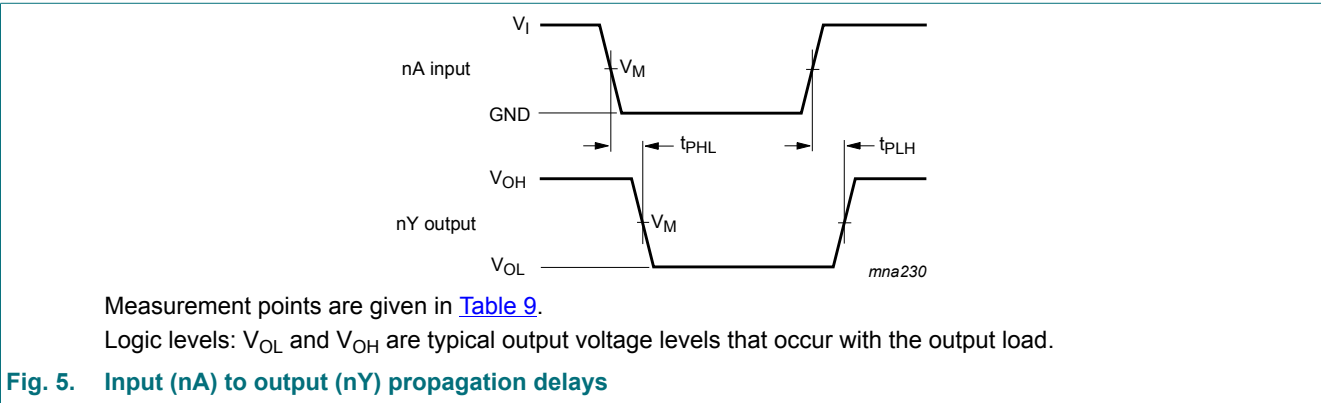 V_I
nA input
V_M
GND
t_PHL
t_PLH
V_OH
nY output
V_M
V_OL
mna230
Measurement points are given in Table 9.
Logic levels: V_OL and V_OH are typical output voltage levels that occur with the output load.
Fig. 5. Input (nA) to output (nY) propagation delays